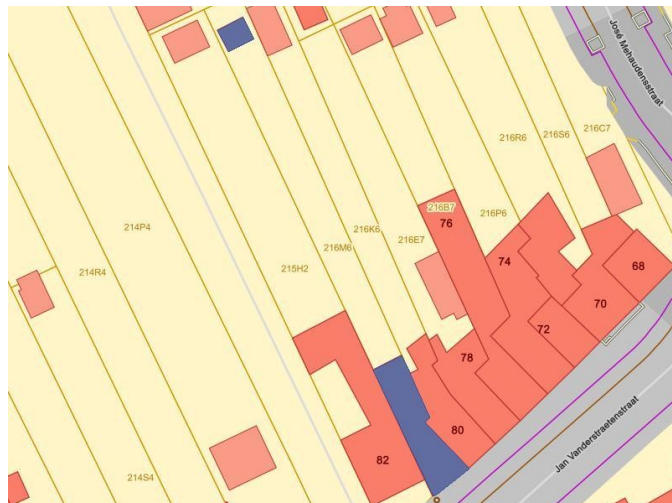 José Mehaudensstraat
216C7
216S6
216R6
216B7
76
216P6
214P4
216K6
216E7
216M6
215H2
74
68
214R4
70
72
78
80
82
Jan Vanderstraetenstraat
214S4